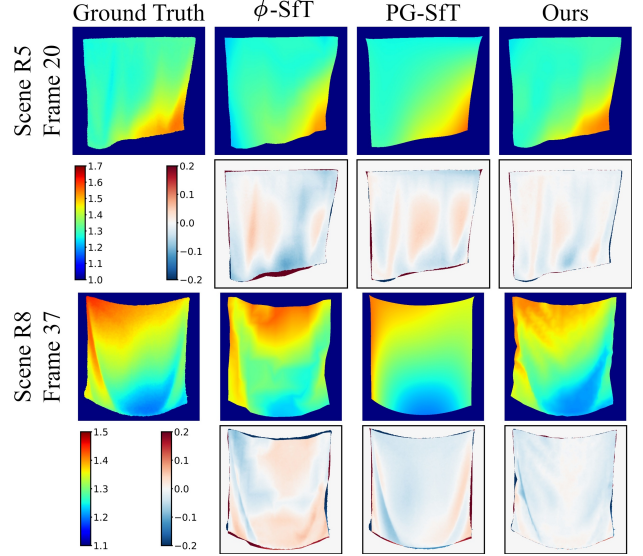 Ground Truth
ϕ-SfT
PG-SfT
Ours
Scene R5
Frame 20
1.7
1.6
1.5
1.4
1.3
1.2
1.1
1.0
0.2
0.1
0.0
−0.1
−0.2
Scene R8
Frame 37
1.5
1.4
1.3
1.2
1.1
0.2
0.1
0.0
−0.1
−0.2